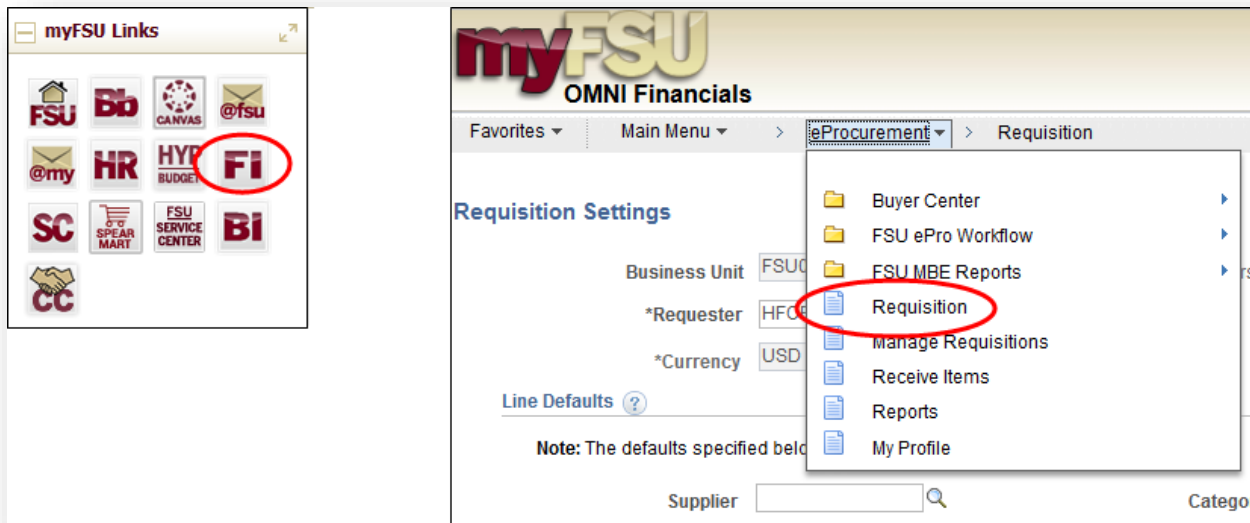 myFSU Links
FSU Bb CANVAS @fsu
@my HR HYP BUDGET FI
SC SPEAR MART FSU SERVICE CENTER BI
CC
myFSU
OMNI Financials
Favorites Main Menu > eProcurement > Requisition
Requisition Settings
Business Unit
*Requester
*Currency USD
Line Defaults ?
Note: The defaults specified
Supplier
Buyer Center
FSU ePro Workflow
FSU MBE Reports
Requisition
Manage Requisitions
Receive Items
Reports
My Profile